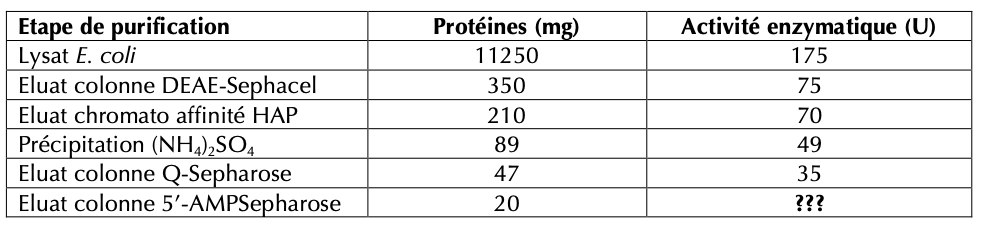 Etape de purification Protéines (mg) Activité enzymatique (U)
Lysat E. coli 11250 175
Eluat colonne DEAE-Sephacel 350 75
Eluat chromato affinité HAP 210 70
Précipitation (NH₄)₂SO₄ 89 49
Eluat colonne Q-Sepharose 47 35
Eluat colonne 5’-AMPSepharose 20 ???